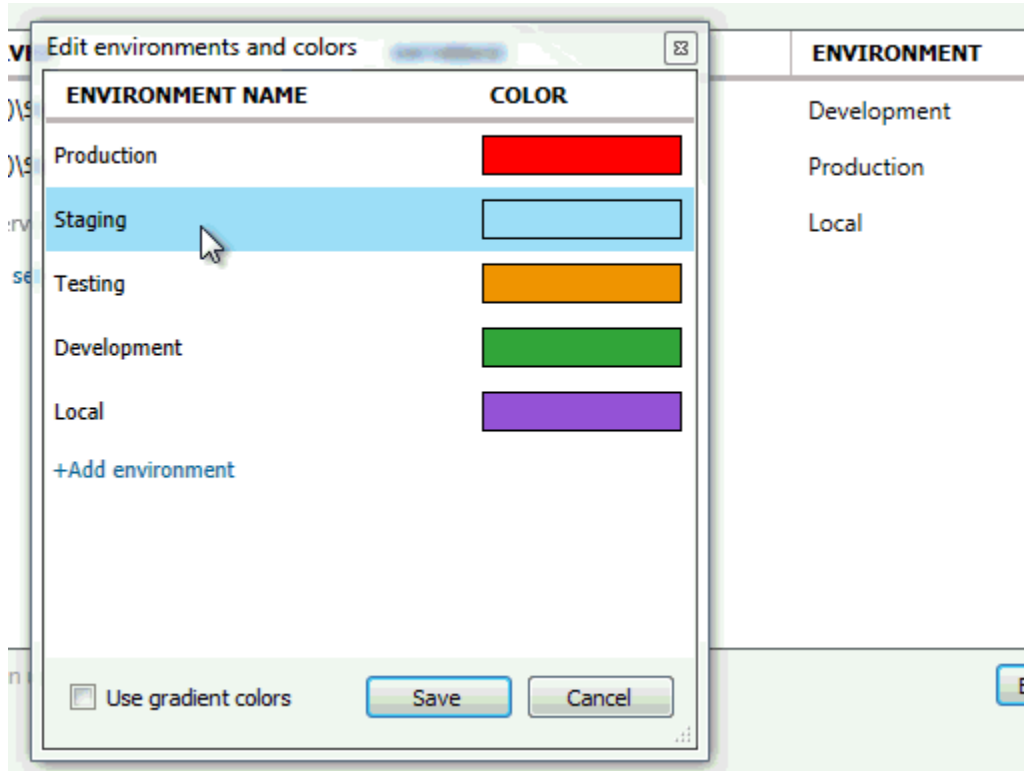 Edit environments and colors
ENVIRONMENT NAME COLOR
Production
Staging
Testing
Development
Local
+Add environment
Use gradient colors Save Cancel
ENVIRONMENT
Development
Production
Local